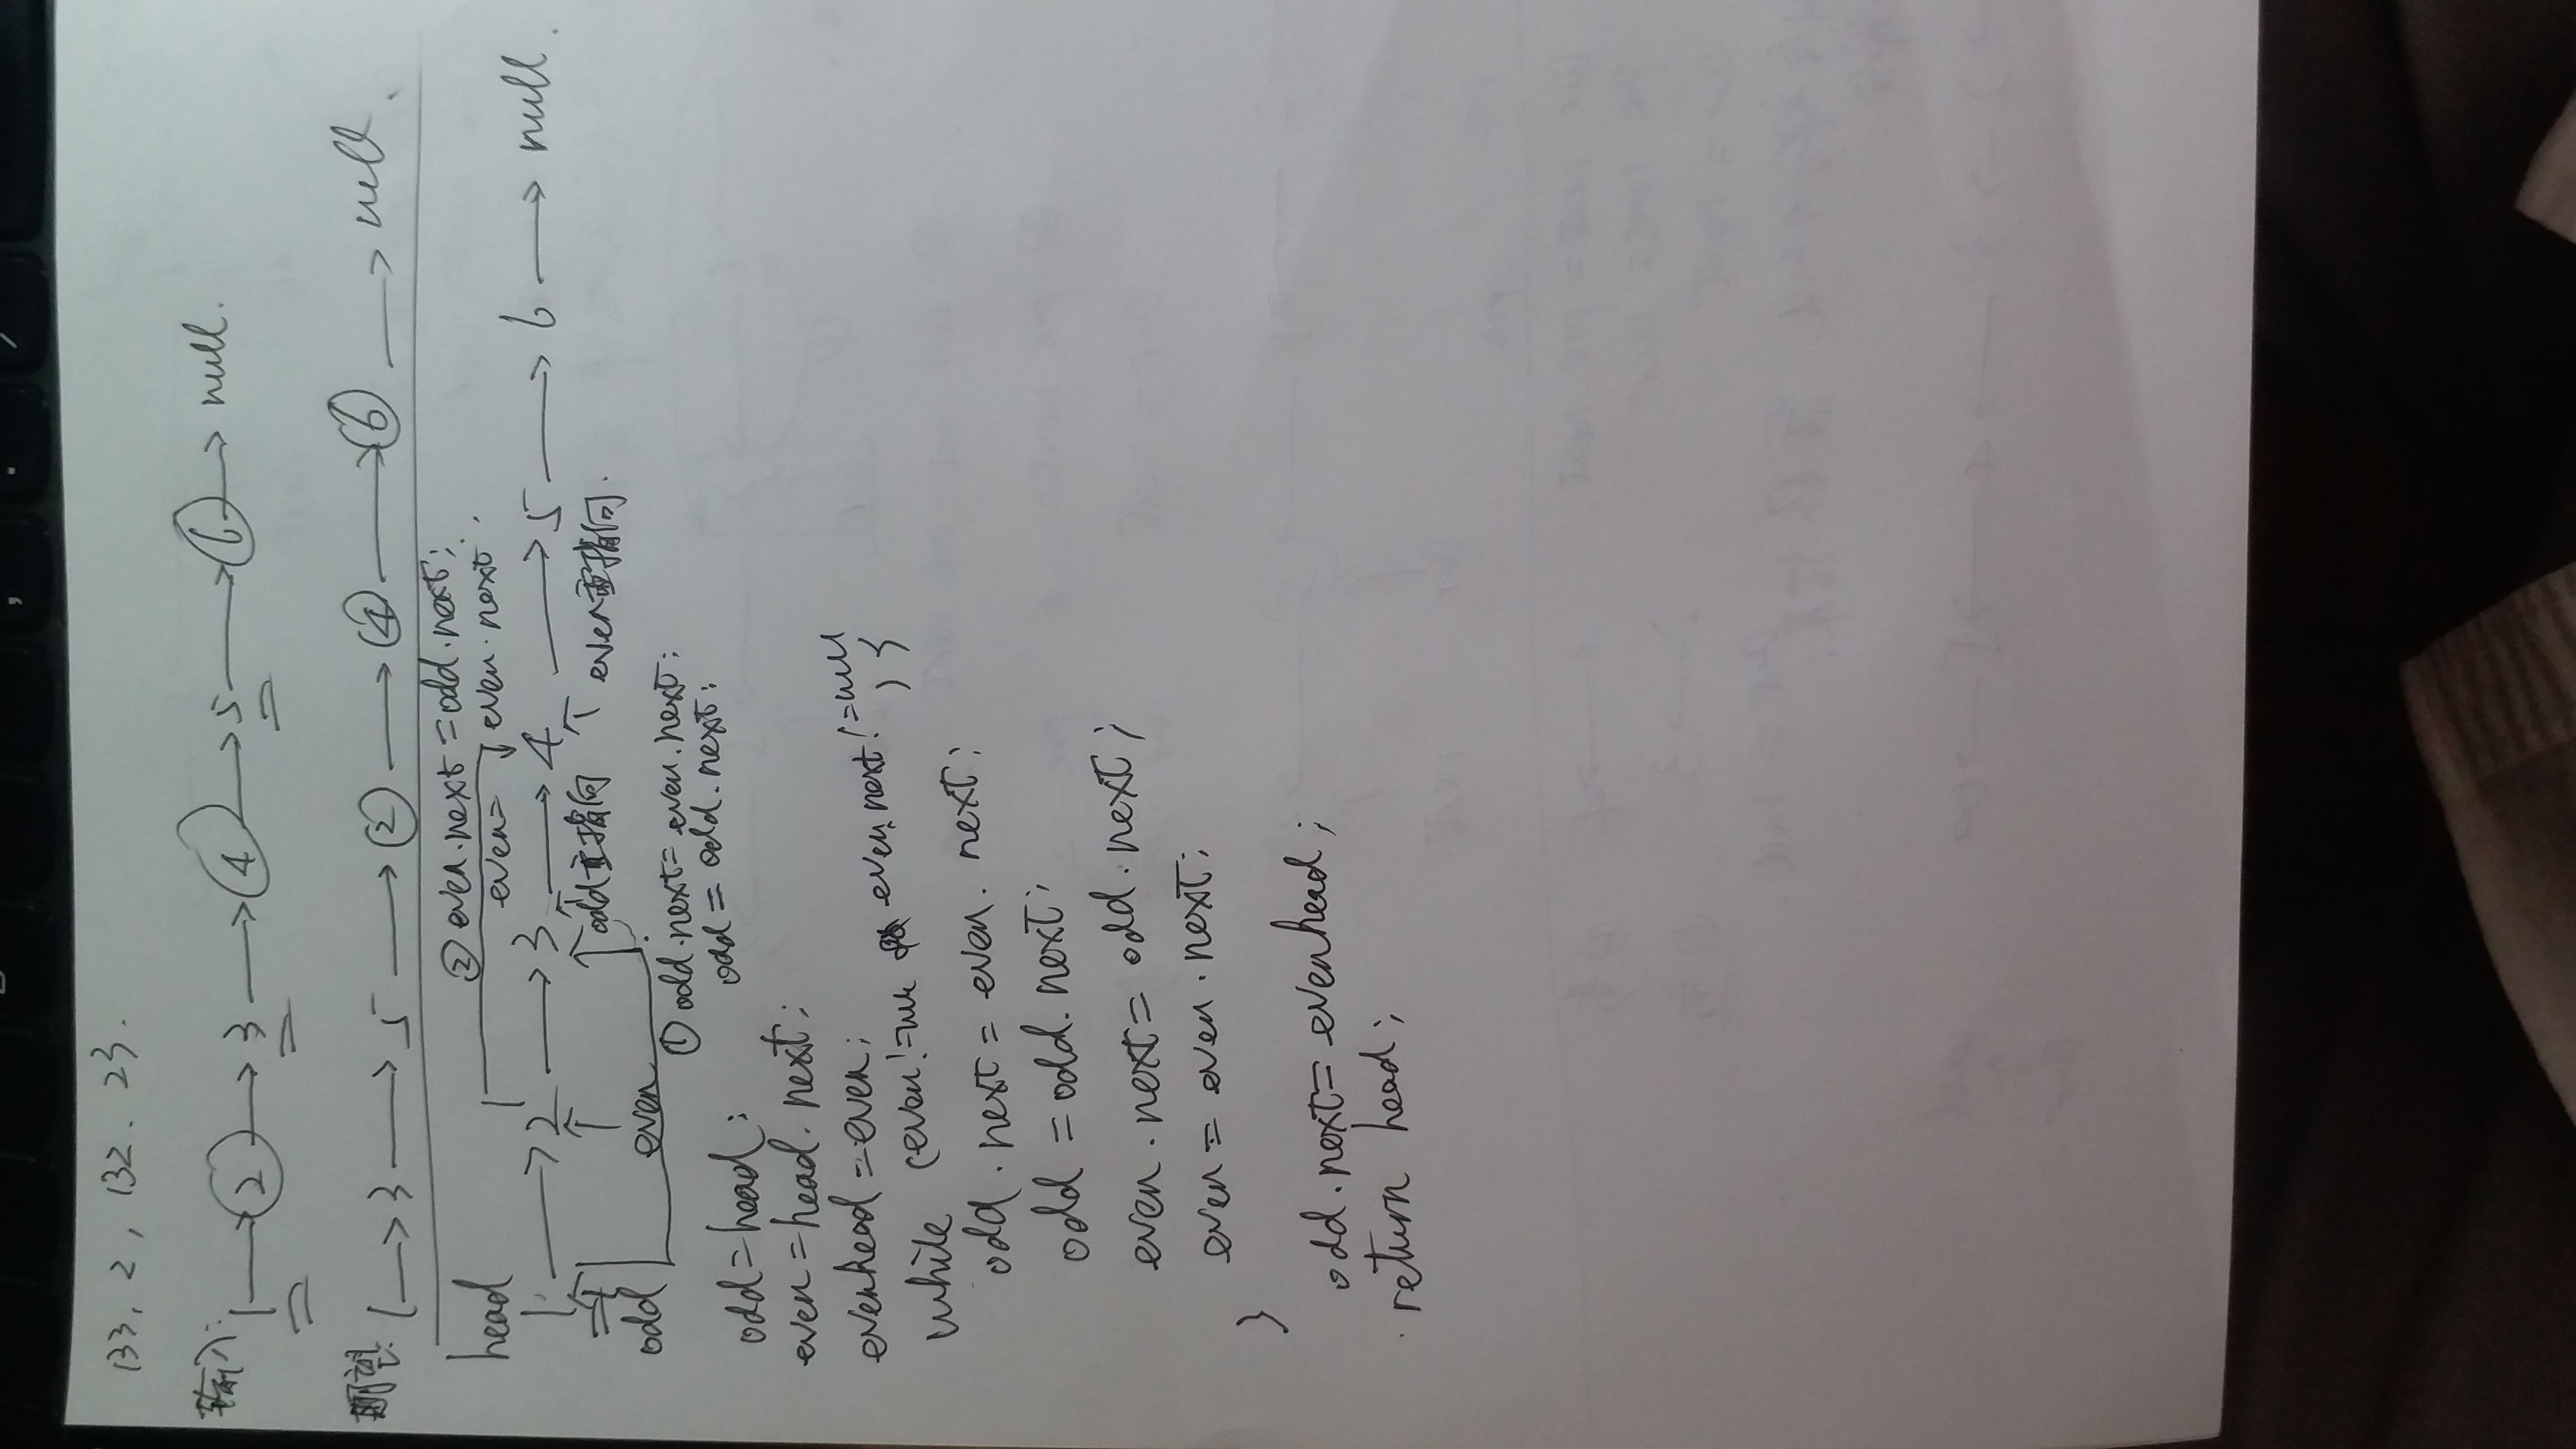 133, 2, 132. 23.
输入: 1 → ② → 3 → ④ → 5 → ⑥ → null.
期望: 1 → 3 → 5 → ② → ④ → ⑥ → null.
② even.next = odd.next;
even = even.next.
head
1 → 2 → 3 → 4 → 5 → 6 → null.
odd even odd重指向 even重指向.
① odd.next = even.next;
odd = odd.next;
odd = head;
even = head.next;
evenhead = even;
while (even != null even.next != null) {
odd.next = even.next;
odd = odd.next;
even.next = odd.next;
even = even.next;
}
odd.next = evenhead;
return head;